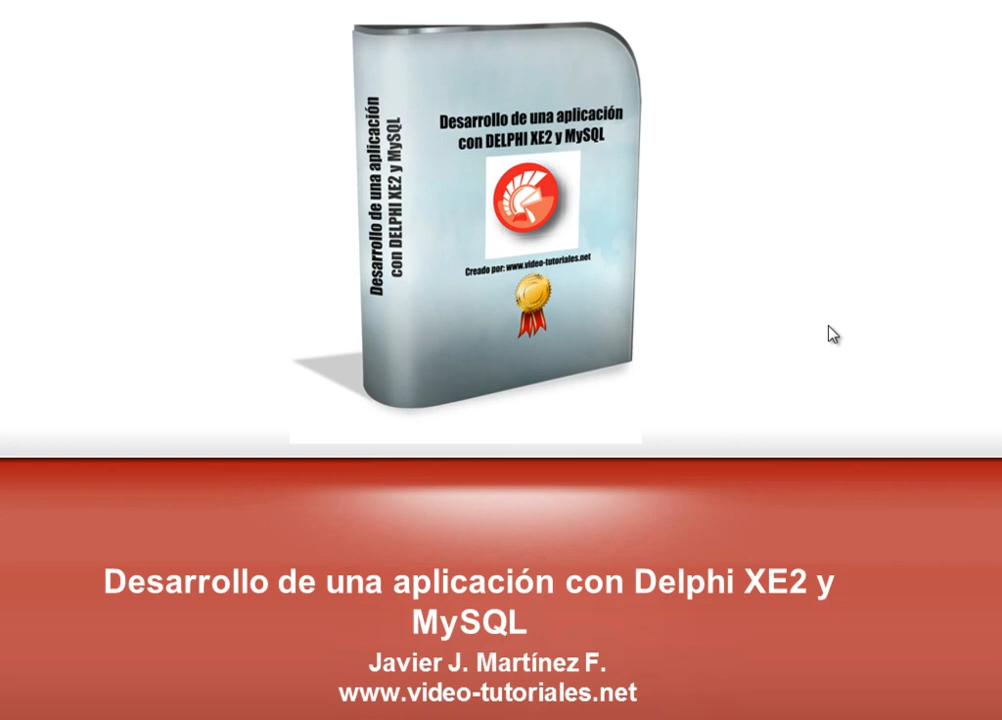 Desarrollo de una aplicación
con DELPHI XE2 y MySQL
Desarrollo de una aplicación
con DELPHI XE2 y MySQL
Creado por: www.video-tutoriales.net
Desarrollo de una aplicación con Delphi XE2 y
MySQL
Javier J. Martínez F.
www.video-tutoriales.net